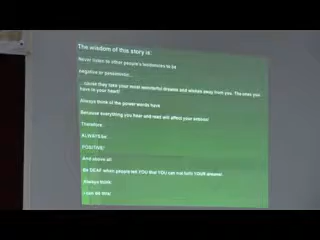 The wisdom of this story is:
Never listen to other people's tendencies to be
negative or pessimistic...
...cause they take your most wonderful dreams and wishes away from you. The ones you
have in your heart!
Always think of the power words have
Because everything you hear and read will affect your actions!
Therefore:
ALWAYS be
POSITIVE!
And above all:
Be DEAF when people tell YOU that YOU can not fulfil YOUR dreams!
Always think:
I can do this!